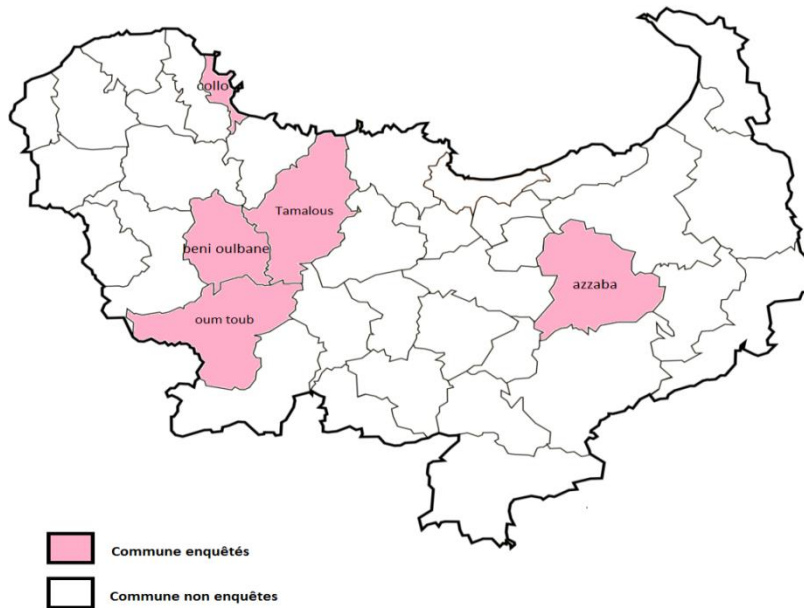 collo
Tamalous
beni oulbane
azzaba
oum toub
Commune enquêtés
Commune non enquêtes